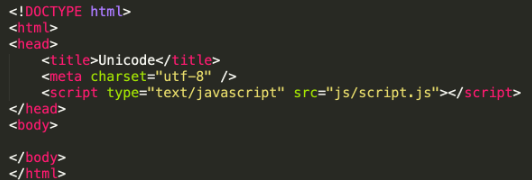 <!DOCTYPE html>
<html>
<head>
    <title>Unicode</title>
    <meta charset="utf-8" />
    <script type="text/javascript" src="js/script.js"></script>
</head>
<body>

</body>
</html>